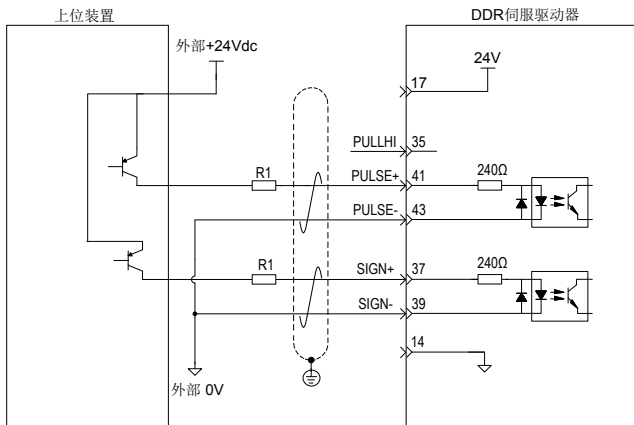 上位装置
DDR伺服驱动器
外部+24Vdc
24V
17
PULLHI
35
R1
PULSE+
41
240Ω
PULSE-
43
R1
SIGN+
37
240Ω
SIGN-
39
14
外部 0V